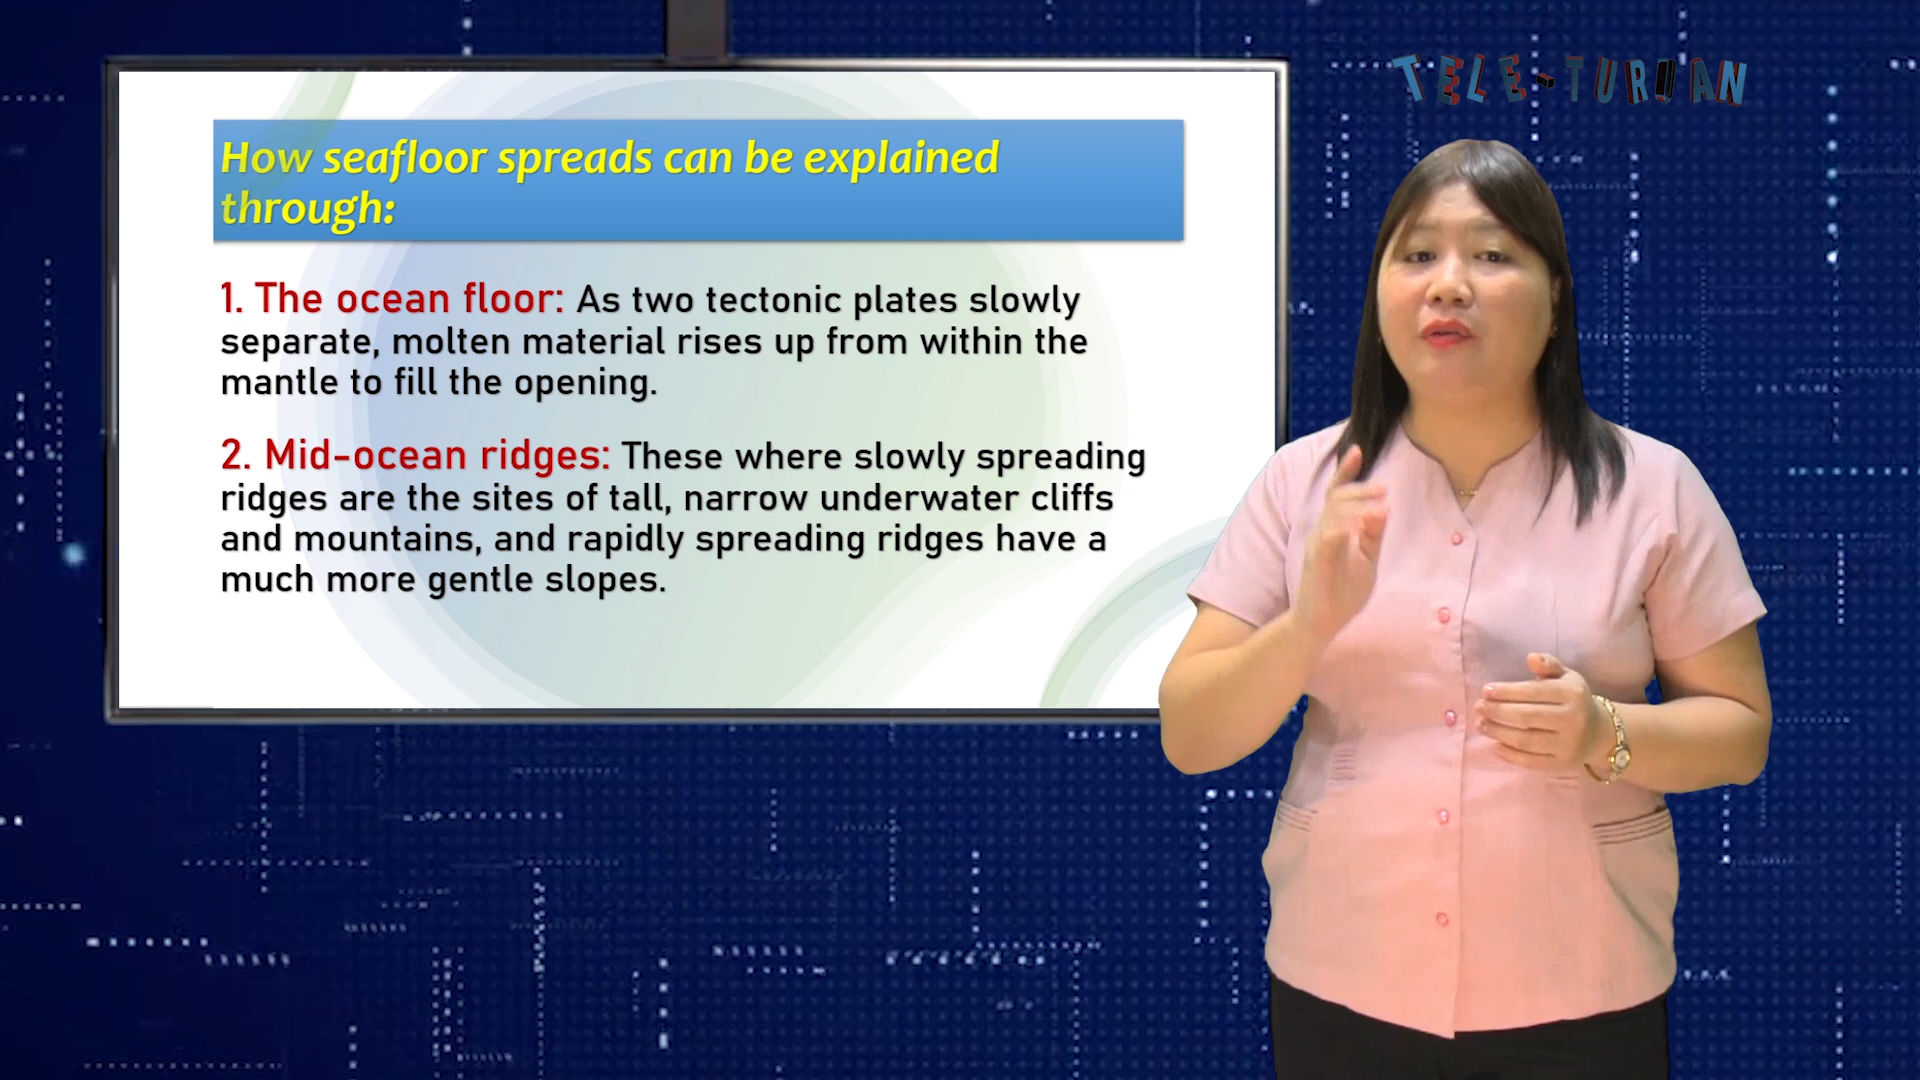 TELE-TURUAN
How seafloor spreads can be explained
through:
1. The ocean floor: As two tectonic plates slowly
separate, molten material rises up from within the
mantle to fill the opening.
2. Mid-ocean ridges: These where slowly spreading
ridges are the sites of tall, narrow underwater cliffs
and mountains, and rapidly spreading ridges have a
much more gentle slopes.